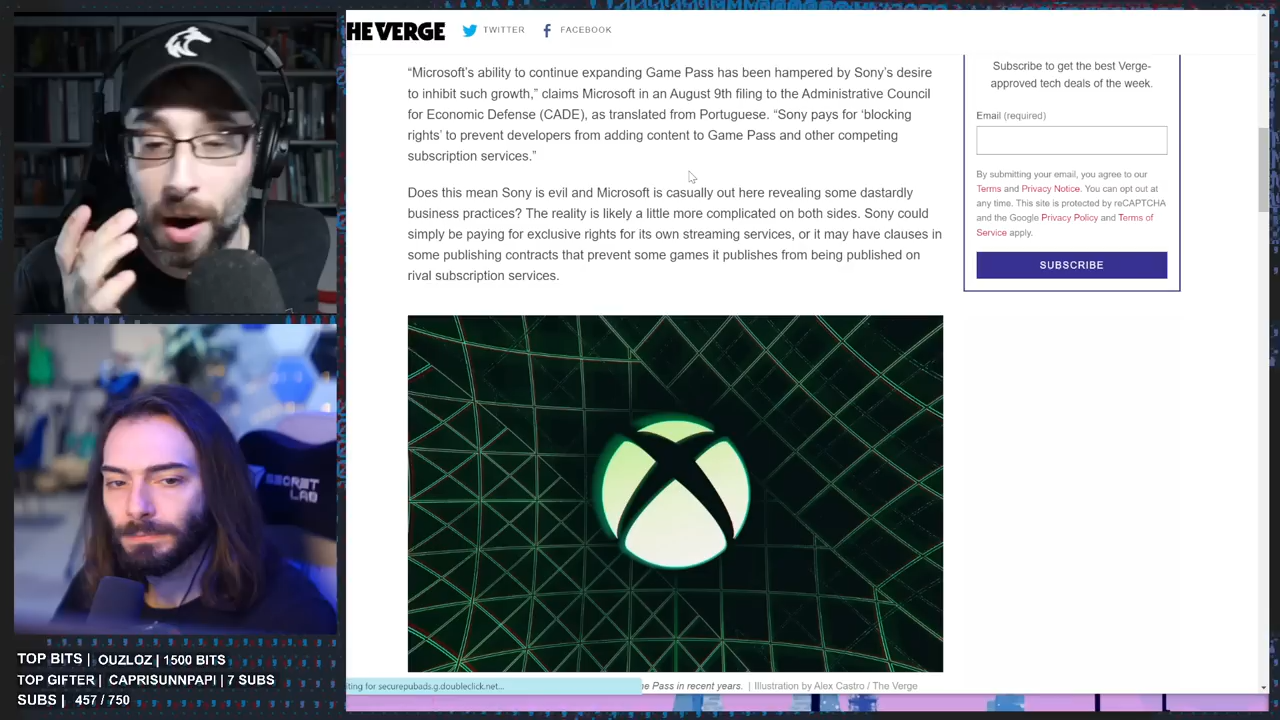 HE VERGE
TWITTER
FACEBOOK
“Microsoft’s ability to continue expanding Game Pass has been hampered by Sony’s desire
to inhibit such growth,” claims Microsoft in an August 9th filing to the Administrative Council
for Economic Defense (CADE), as translated from Portuguese. “Sony pays for ‘blocking
rights’ to prevent developers from adding content to Game Pass and other competing
subscription services.”
Does this mean Sony is evil and Microsoft is casually out here revealing some dastardly
business practices? The reality is likely a little more complicated on both sides. Sony could
simply be paying for exclusive rights for its own streaming services, or it may have clauses in
some publishing contracts that prevent some games it publishes from being published on
rival subscription services.
Subscribe to get the best Verge-
approved tech deals of the week.
Email (required)
By submitting your email, you agree to our
Terms and Privacy Notice. You can opt out at
any time. This site is protected by reCAPTCHA
and the Google Privacy Policy and Terms of
Service apply.
SUBSCRIBE
SECRET
LAB
TOP BITS | OUZLOZ | 1500 BITS
TOP GIFTER | CAPRISUNNPAPI | 7 SUBS
SUBS | 457 / 750
iting for securepubads.g.doubleclick.net...
me Pass in recent years. | Illustration by Alex Castro / The Verge